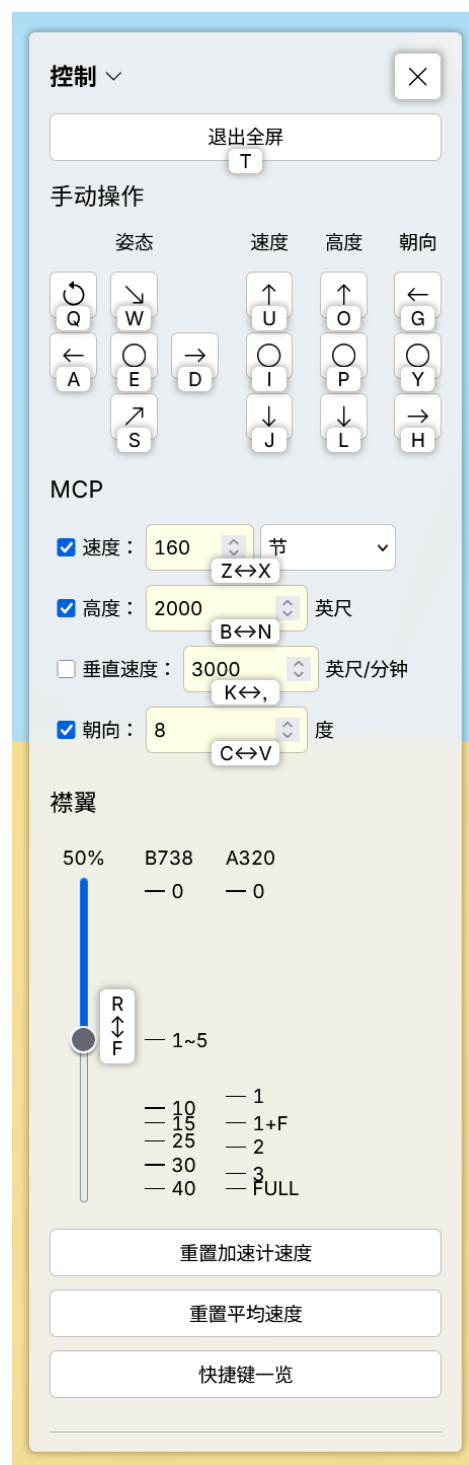 控制
退出全屏
T
手动操作
姿态 速度 高度 朝向
Q W U O G
A E D I P Y
S J L H
MCP
速度： 160 节
Z↔X
高度： 2000 英尺
B↔N
垂直速度： 3000 英尺/分钟
K↔,
朝向： 8 度
C↔V
襟翼
50% B738 A320
0 0
R
↕
F
1~5
1
10
15 1+F
25 2
30 3
40 FULL
重置加速计速度
重置平均速度
快捷键一览